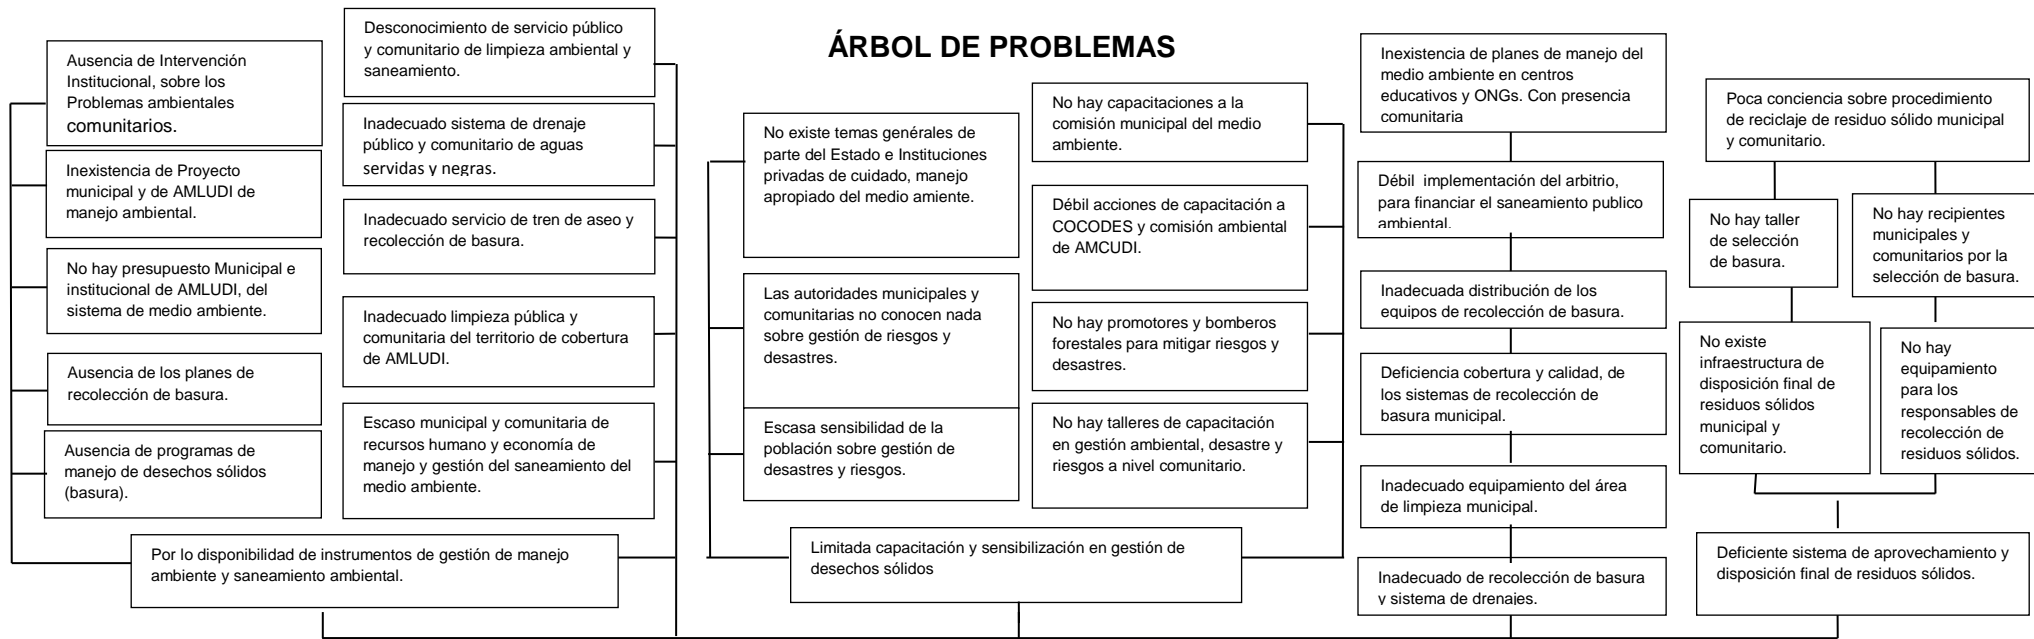 ÁRBOL DE PROBLEMAS
Ausencia de Intervención
Institucional, sobre los
Problemas ambientales
comunitarios.
Inexistencia de Proyecto
municipal y de AMLUDI de
manejo ambiental.
No hay presupuesto Municipal e
institucional de AMLUDI, del
sistema de medio ambiente.
Ausencia de los planes de
recolección de basura.
Ausencia de programas de
manejo de desechos sólidos
(basura).
Desconocimiento de servicio público
y comunitario de limpieza ambiental y
saneamiento.
Inadecuado sistema de drenaje
público y comunitario de aguas
servidas y negras.
Inadecuado servicio de tren de aseo y
recolección de basura.
Inadecuado limpieza pública y
comunitaria del territorio de cobertura
de AMLUDI.
Escaso municipal y comunitaria de
recursos humano y economía de
manejo y gestión del saneamiento del
medio ambiente.
Por lo disponibilidad de instrumentos de gestión de manejo
ambiente y saneamiento ambiental.
No existe temas genérales de
parte del Estado e Instituciones
privadas de cuidado, manejo
apropiado del medio amiente.
Las autoridades municipales y
comunitarias no conocen nada
sobre gestión de riesgos y
desastres.
Escasa sensibilidad de la
población sobre gestión de
desastres y riesgos.
No hay capacitaciones a la
comisión municipal del medio
ambiente.
Débil acciones de capacitación a
COCODES y comisión ambiental
de AMCUDI.
No hay promotores y bomberos
forestales para mitigar riesgos y
desastres.
No hay talleres de capacitación
en gestión ambiental, desastre y
riesgos a nivel comunitario.
Limitada capacitación y sensibilización en gestión de
desechos sólidos
Inexistencia de planes de manejo del
medio ambiente en centros
educativos y ONGs. Con presencia
comunitaria
Débil implementación del arbitrio,
para financiar el saneamiento publico
ambiental.
Inadecuada distribución de los
equipos de recolección de basura.
Deficiencia cobertura y calidad, de
los sistemas de recolección de
basura municipal.
Inadecuado equipamiento del área
de limpieza municipal.
Inadecuado de recolección de basura
y sistema de drenajes.
Poca conciencia sobre procedimiento
de reciclaje de residuo sólido municipal
y comunitario.
No hay taller
de selección
de basura.
No hay recipientes
municipales y
comunitarios por la
selección de basura.
No existe
infraestructura de
disposición final de
residuos sólidos
municipal y
comunitario.
No hay
equipamiento
para los
responsables de
recolección de
residuos sólidos.
Deficiente sistema de aprovechamiento y
disposición final de residuos sólidos.